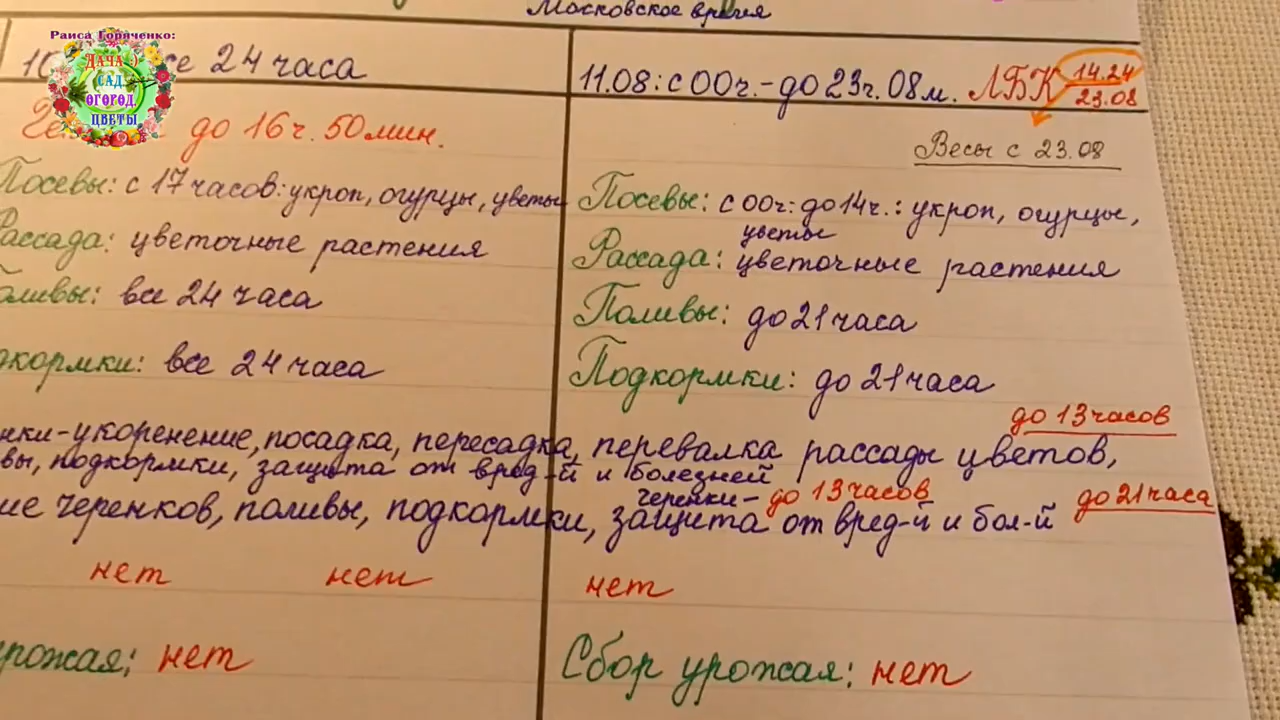 Московское время
Раиса Горяченко:
ДАЧА :)
САД,
ОГОРОД,
ЦВЕТЫ
24 часа
до 16ч. 50мин.
Посевы: с 17 часов: укроп, огурцы, цветы
Рассада: цветочные растения
Поливы: все 24 часа
дкормки: все 24 часа
11.08: с 00ч. - до 23ч. 08м. ЛБК 14.24
23.08
Весы с 23.08
Посевы: с 00ч: до 14ч.: укроп, огурцы,
цветы
Рассада: цветочные растения
Поливы: до 21 часа
Подкормки: до 21 часа
до 13 часов
нки-укоренение, посадка, пересадка, перевалка рассады цветов,
вы, подкормки, защита от вред-й и болезней
черенки - до 13 часов
до 21 часа
ие черенков, поливы, подкормки, защита от вред-й и бол-й
нет нет нет
урожая: нет
Сбор урожая: нет